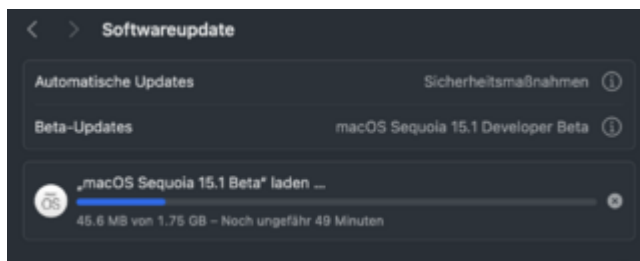 Softwareupdate
Automatische Updates Sicherheitsmaßnahmen
Beta-Updates macOS Sequoia 15.1 Developer Beta
„macOS Sequoia 15.1 Beta“ laden ...
macOS
45.6 MB von 1.75 GB – Noch ungefähr 49 Minuten